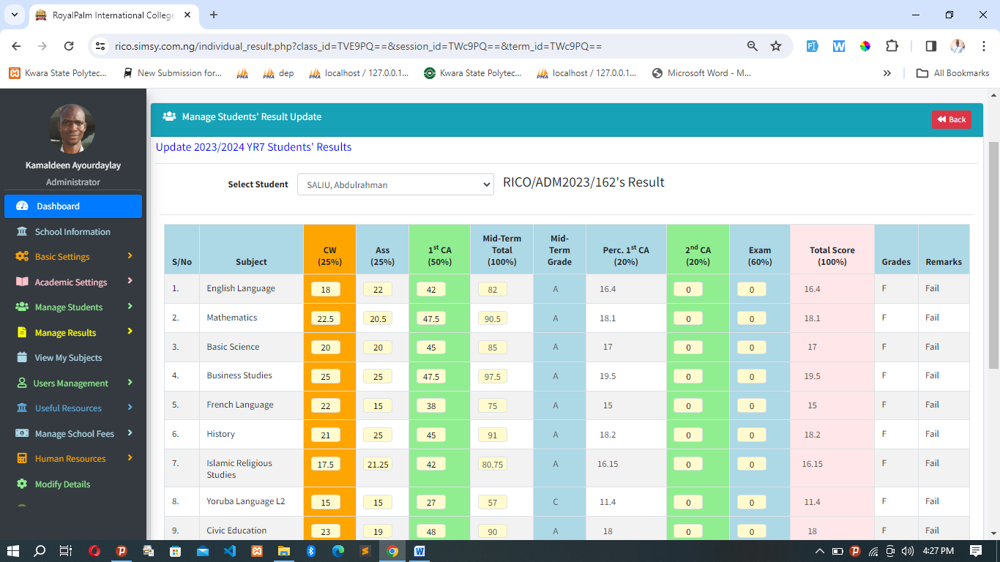 RoyalPalm International College
rico.simsy.com.ng/individual_result.php?class_id=TVE9PQ==&session_id=TWc9PQ==&term_id=TWc9PQ==
Kwara State Polytec... New Submission for... dep localhost / 127.0.0.1... Kwara State Polytec... localhost / 127.0.0.1... Microsoft Word - M... » All Bookmarks
Kamaldeen Ayourdaylay
Administrator
Dashboard
School Information
Basic Settings
Academic Settings
Manage Students
Manage Results
View My Subjects
Users Management
Useful Resources
Manage School Fees
Human Resources
Modify Details
Manage Students' Result Update
Back
Update 2023/2024 YR7 Students' Results
Select Student SALIU, Abdulrahman RICO/ADM2023/162's Result
S/No Subject CW (25%) Ass (25%) 1st CA (50%) Mid-Term Total (100%) Mid-Term Grade Perc. 1st CA (20%) 2nd CA (20%) Exam (60%) Total Score (100%) Grades Remarks
1. English Language 18 22 42 82 A 16.4 0 0 16.4 F Fail
2. Mathematics 22.5 20.5 47.5 90.5 A 18.1 0 0 18.1 F Fail
3. Basic Science 20 20 45 85 A 17 0 0 17 F Fail
4. Business Studies 25 25 47.5 97.5 A 19.5 0 0 19.5 F Fail
5. French Language 22 15 38 75 A 15 0 0 15 F Fail
6. History 21 25 45 91 A 18.2 0 0 18.2 F Fail
7. Islamic Religious Studies 17.5 21.25 42 80.75 A 16.15 0 0 16.15 F Fail
8. Yoruba Language L2 15 15 27 57 C 11.4 0 0 11.4 F Fail
9. Civic Education 23 19 48 90 A 18 0 0 18 F Fail
4:27 PM